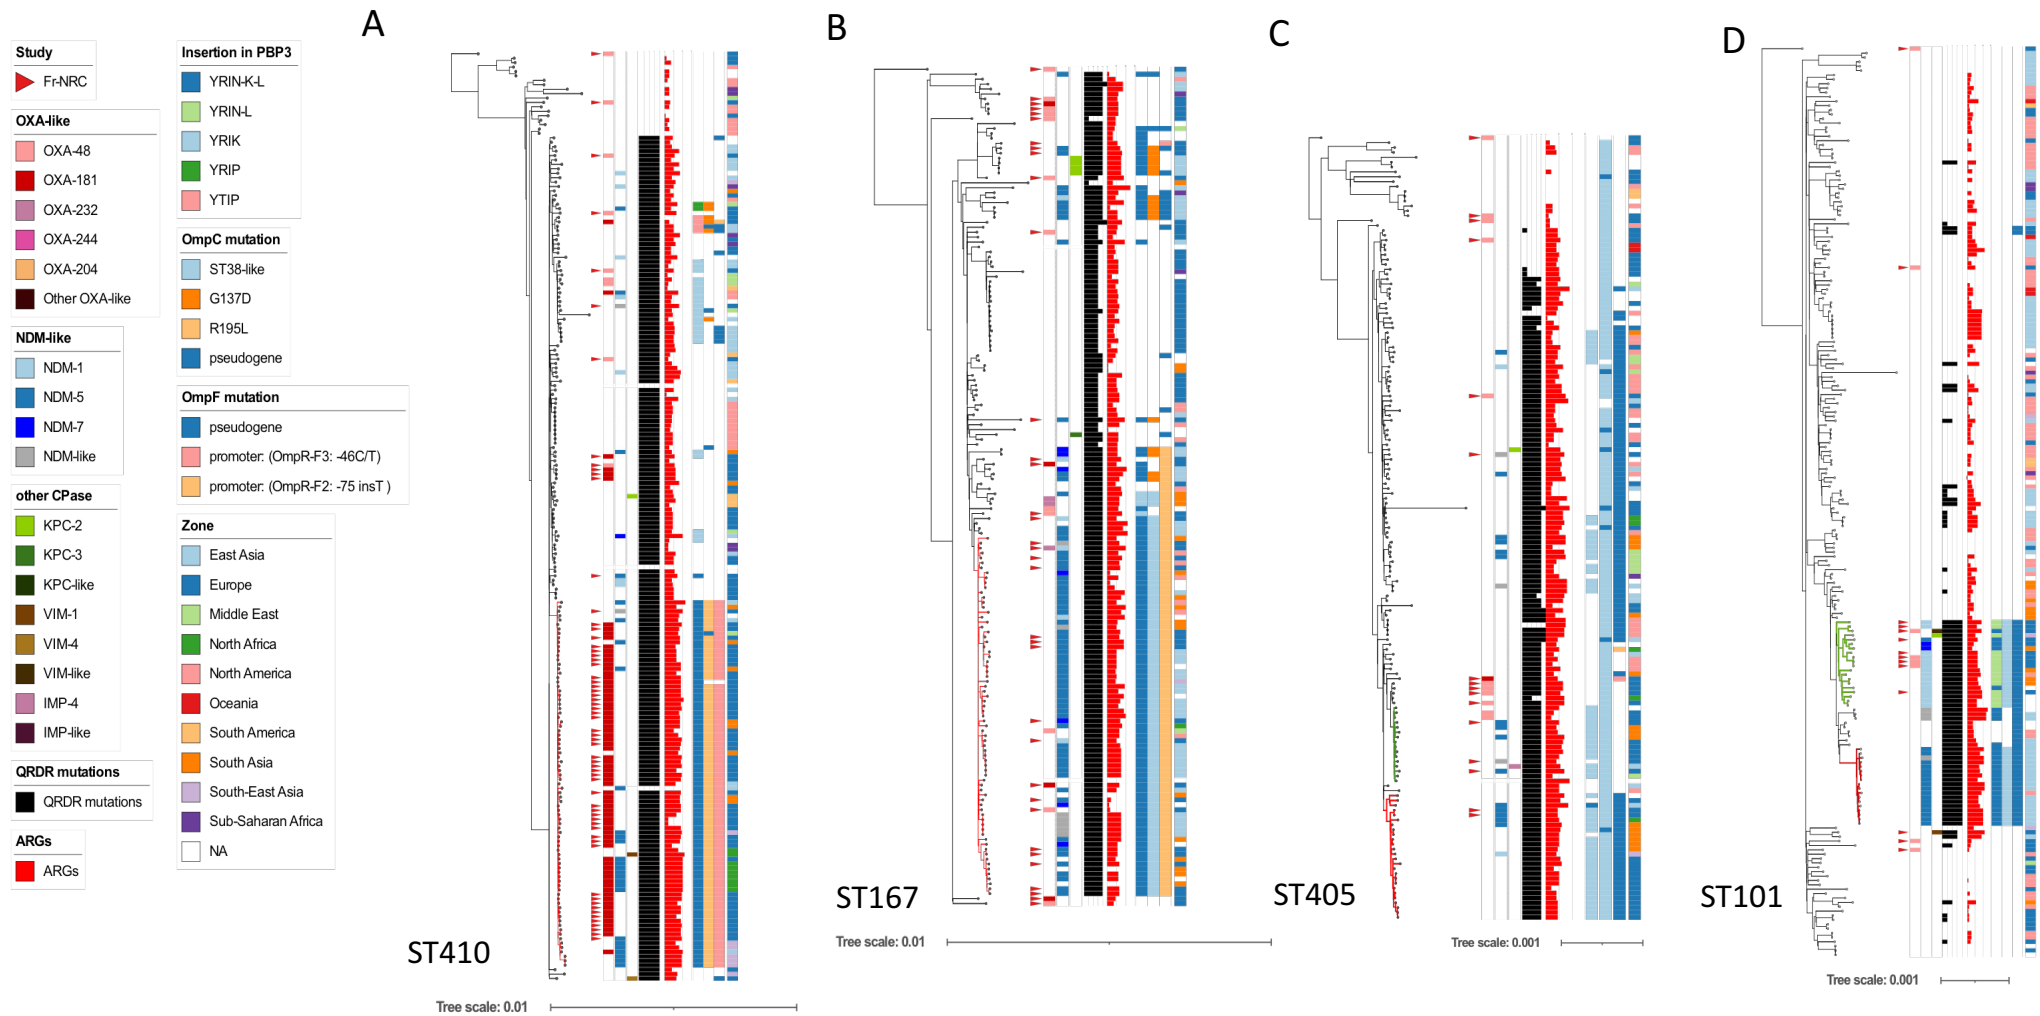 A
B
C
D
Study
Fr-NRC
OXA-like
OXA-48
OXA-181
OXA-232
OXA-244
OXA-204
Other OXA-like
NDM-like
NDM-1
NDM-5
NDM-7
NDM-like
other CPase
KPC-2
KPC-3
KPC-like
VIM-1
VIM-4
VIM-like
IMP-4
IMP-like
QRDR mutations
QRDR mutations
ARGs
ARGs
Insertion in PBP3
YRIN-K-L
YRIN-L
YRIK
YRIP
YTIP
OmpC mutation
ST38-like
G137D
R195L
pseudogene
OmpF mutation
pseudogene
promoter: (OmpR-F3: -46C/T)
promoter: (OmpR-F2: -75 insT )
Zone
East Asia
Europe
Middle East
North Africa
North America
Oceania
South America
South Asia
South-East Asia
Sub-Saharan Africa
NA
ST410
Tree scale: 0.01
ST167
Tree scale: 0.01
ST405
Tree scale: 0.001
ST101
Tree scale: 0.001